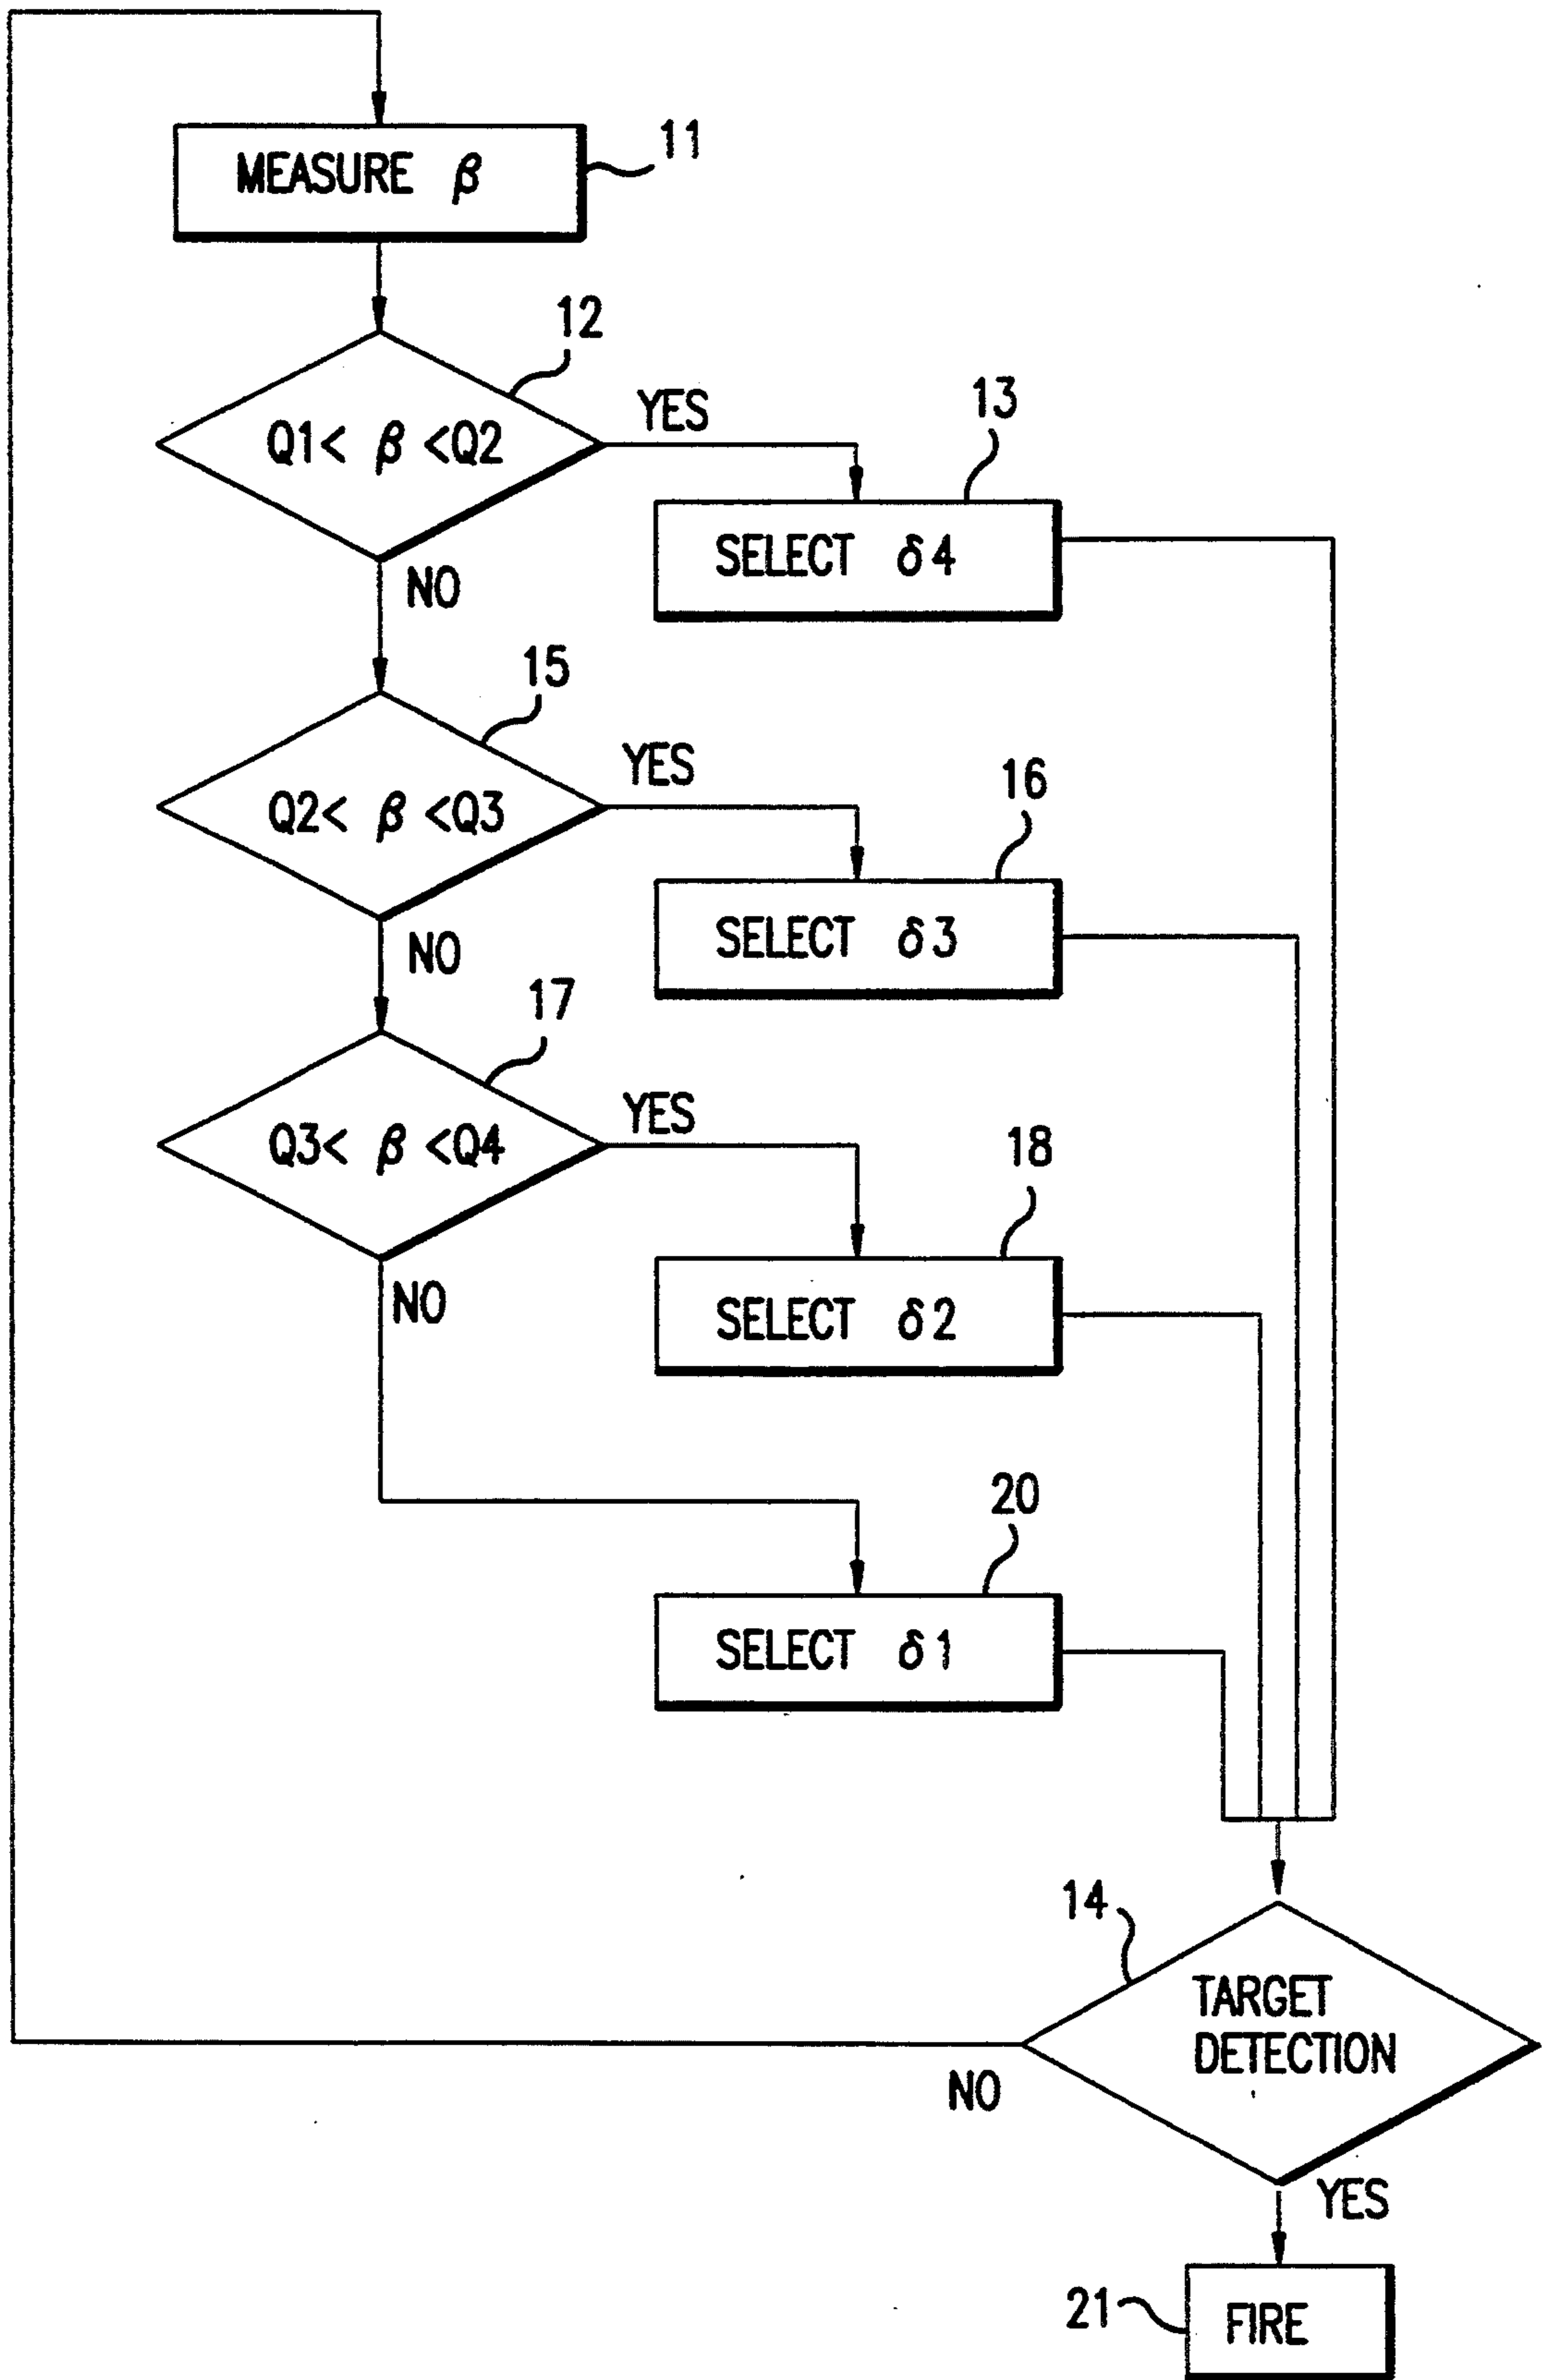 MEASURE β
11
12
Q1< β <Q2
YES
13
SELECT δ4
NO
15
Q2< β <Q3
YES
16
SELECT δ3
NO
17
Q3< β <Q4
YES
18
SELECT δ2
NO
20
SELECT δ1
14
TARGET
DETECTION
NO
YES
21
FIRE